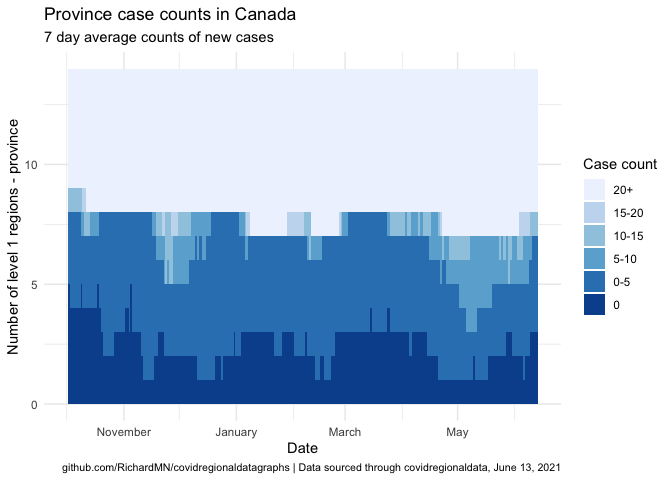 Province case counts in Canada
7 day average counts of new cases
Number of level 1 regions - province
10
5
0
November
January
March
May
Date
Case count
20+
15-20
10-15
5-10
0-5
0
github.com/RichardMN/covidregionaldatagraphs | Data sourced through covidregionaldata, June 13, 2021